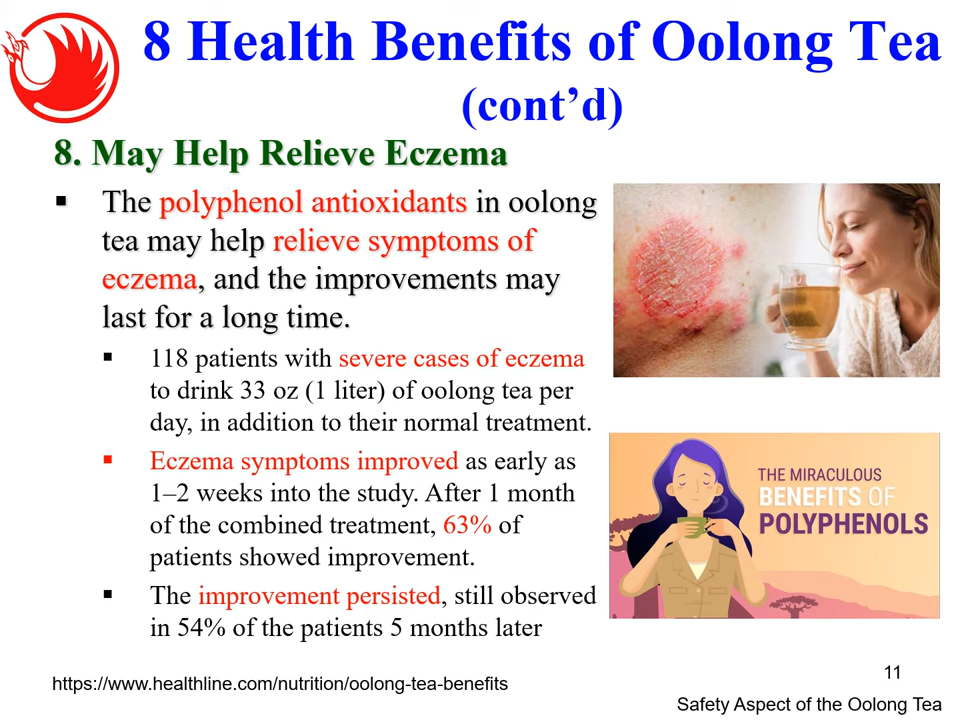 8 Health Benefits of Oolong Tea
(cont’d)
8. May Help Relieve Eczema
▪ The polyphenol antioxidants in oolong
tea may help relieve symptoms of
eczema, and the improvements may
last for a long time.
▪ 118 patients with severe cases of eczema
to drink 33 oz (1 liter) of oolong tea per
day, in addition to their normal treatment.
▪ Eczema symptoms improved as early as
1–2 weeks into the study. After 1 month
of the combined treatment, 63% of
patients showed improvement.
▪ The improvement persisted, still observed
in 54% of the patients 5 months later
THE MIRACULOUS
BENEFITS OF
POLYPHENOLS
https://www.healthline.com/nutrition/oolong-tea-benefits
11
Safety Aspect of the Oolong Tea